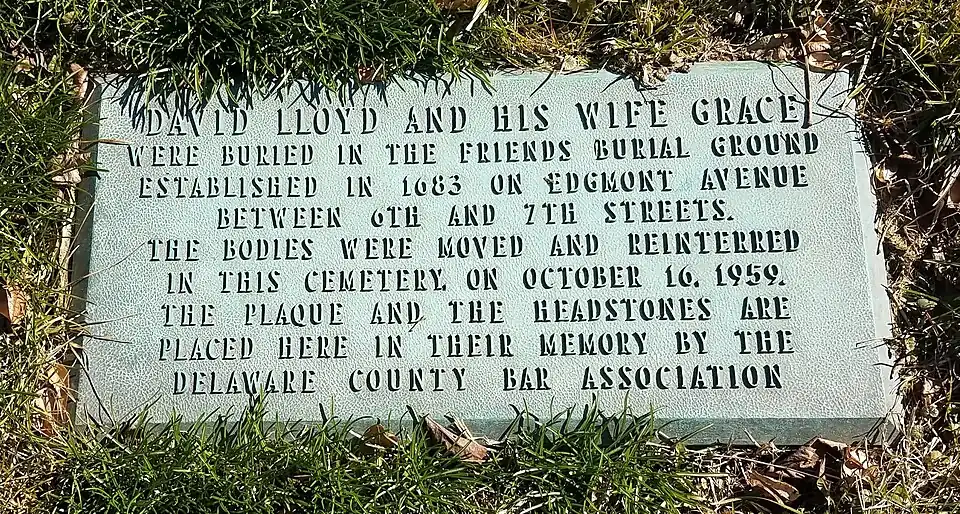 DAVID LLOYD AND HIS WIFE GRACE,
WERE BURIED IN THE FRIENDS BURIAL GROUND
ESTABLISHED IN 1683 ON EDGMONT AVENUE
BETWEEN 6TH AND 7TH STREETS.
THE BODIES WERE MOVED AND REINTERRED
IN THIS CEMETERY, ON OCTOBER 16, 1959.
THE PLAQUE AND THE HEADSTONES ARE
PLACED HERE IN THEIR MEMORY BY THE
DELAWARE COUNTY BAR ASSOCIATION